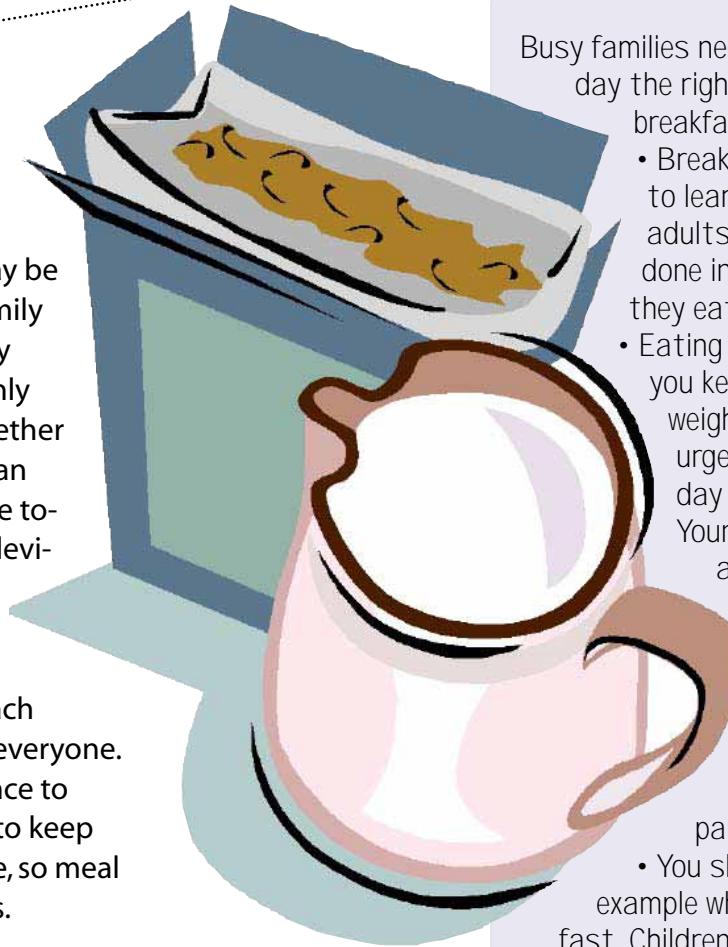 ay be
mily
y
nly
ether
an
e to-
levi-
ach
everyone.
nce to
to keep
e, so meal
s.
Busy families ne
day the righ
breakfa
• Break
to lear
adults
done in
they eat
• Eating
you ke
weigh
urge
day
Your
a
pa
• You sh
example wh
fast. Children